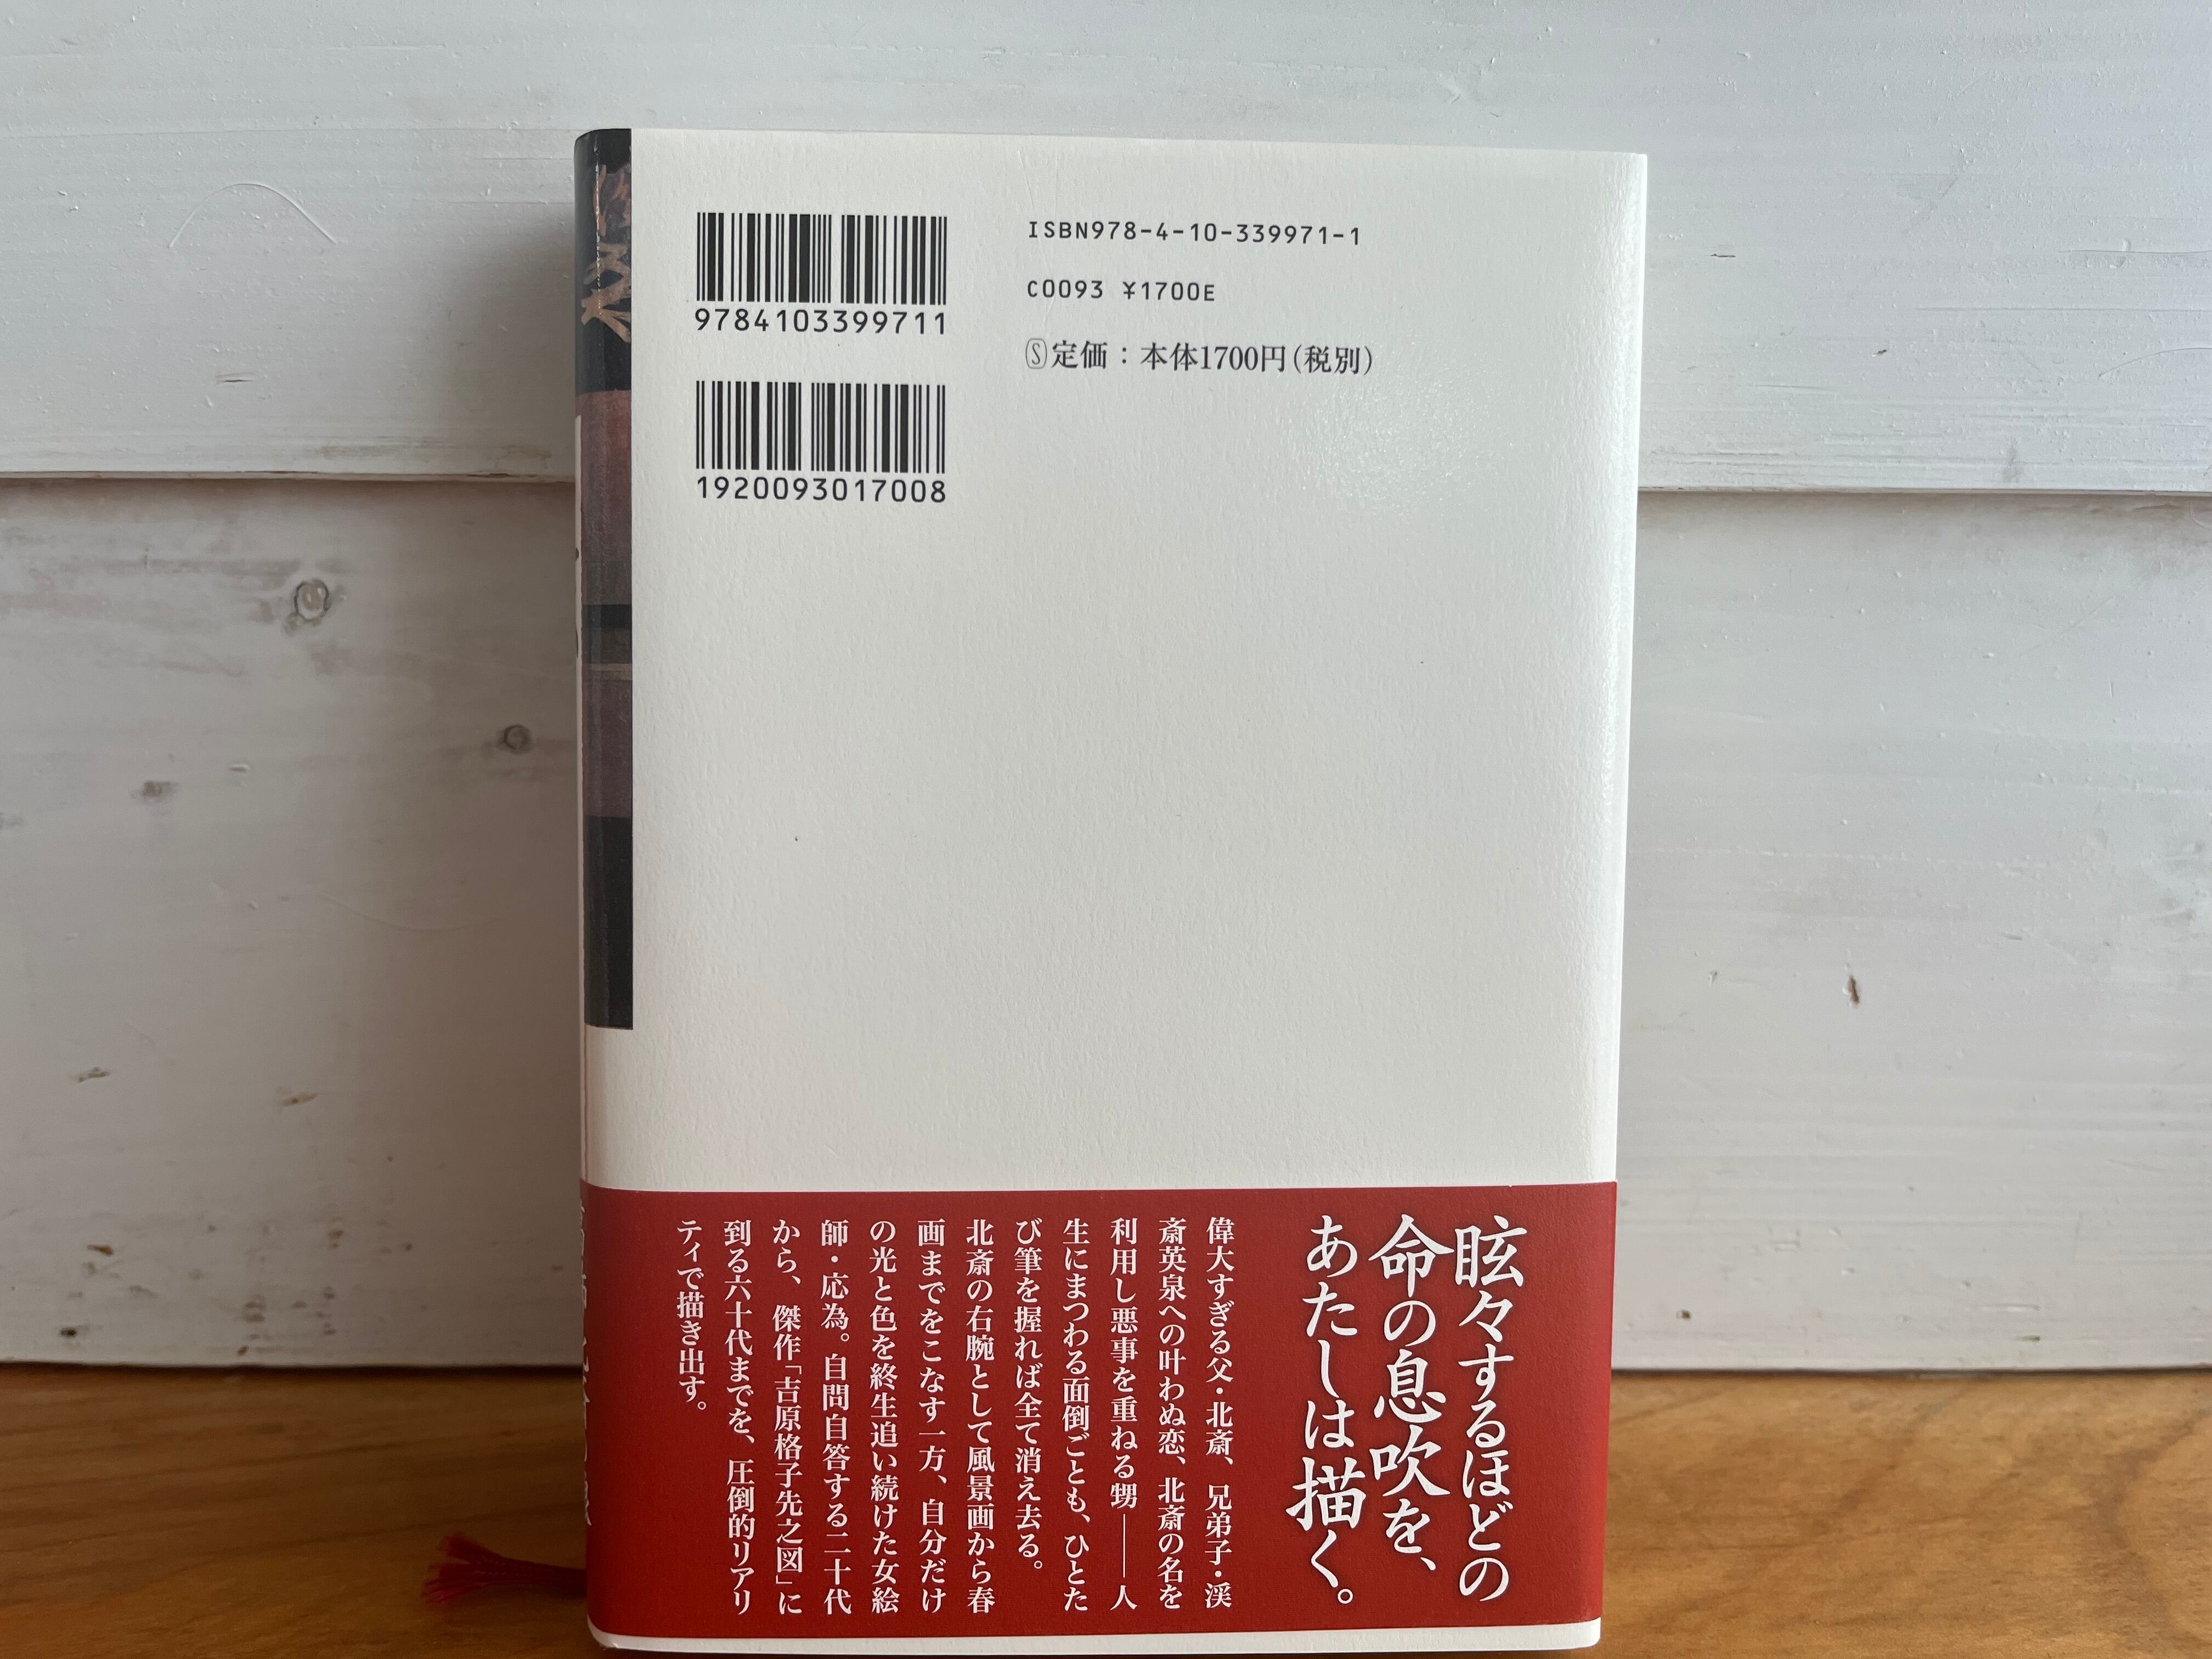 9784103399711
ISBN978-4-10-339971-1
C0093 ¥1700E
Ⓢ定価：本体1700円（税別）
1920093017008
眩々するほどの
命の息吹を、
あたしは描く。
偉大すぎる父・北斎、兄弟子・渓
斎英泉への叶わぬ恋、北斎の名を
利用し悪事を重ねる甥――人
生にまつわる面倒ごとも、ひとた
び筆を握れば全て消え去る。
北斎の右腕として風景画から春
画までをこなす一方、自分だけ
の光と色を終生追い続けた女絵
師・応為。自問自答する二十代
から、傑作「吉原格子先之図」に
到る六十代までを、圧倒的リアリ
ティで描き出す。